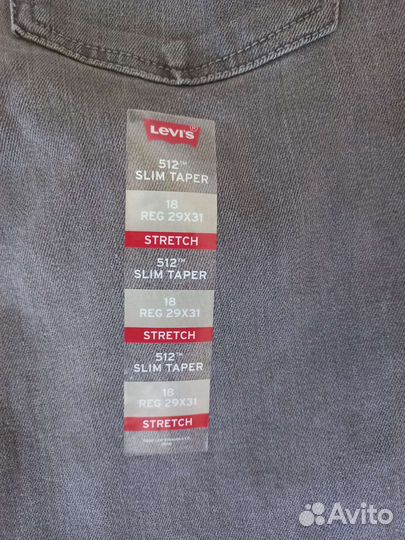 Levi's®
512™
SLIM TAPER
18
REG 29X31
STRETCH
512™
SLIM TAPER
18
REG 29X31
STRETCH
512™
SLIM TAPER
18
REG 29X31
STRETCH
Avito